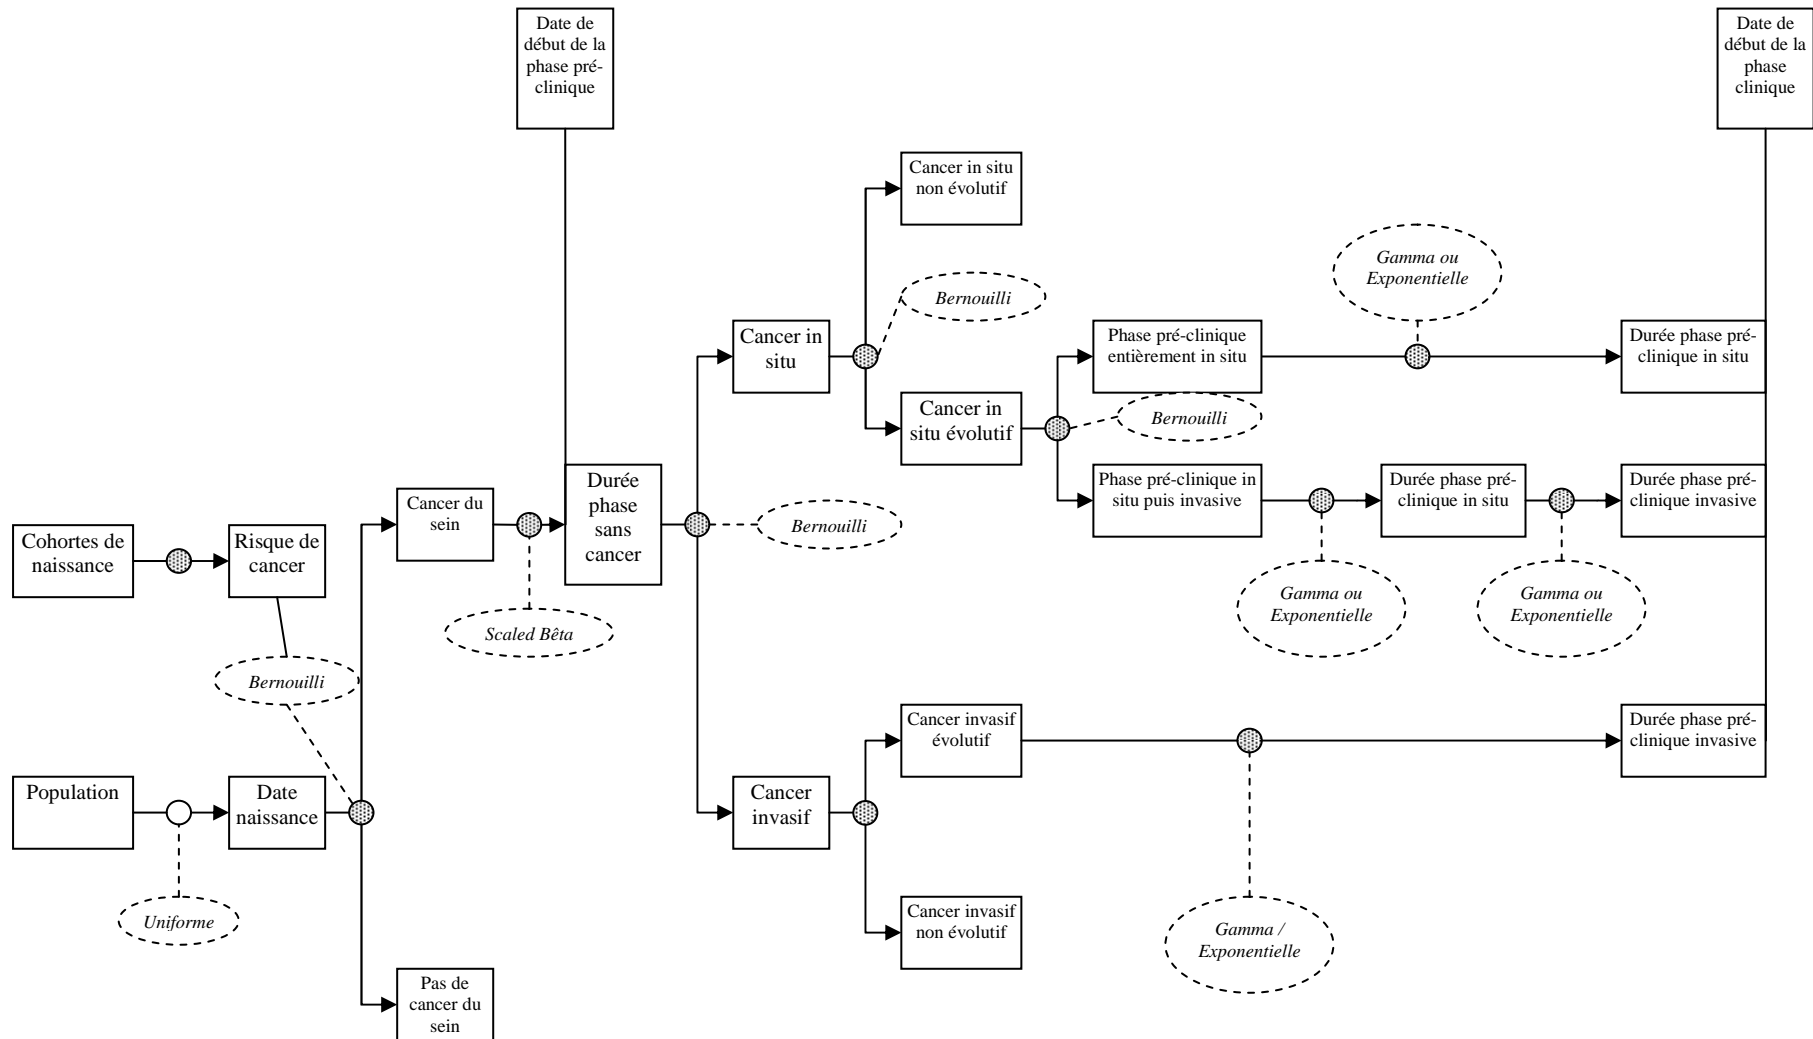 Date de
début de la
phase pré-
clinique
Date de
début de la
phase
clinique
Cancer in situ
non évolutif
Bernouilli
Gamma ou
Exponentielle
Cancer in
situ
Phase pré-clinique
entièrement in situ
Durée phase pré-
clinique in situ
Cancer in
situ évolutif
Bernouilli
Durée
phase
sans
cancer
Cancer du
sein
Bernouilli
Phase pré-clinique in
situ puis invasive
Durée phase pré-
clinique in situ
Durée phase pré-
clinique invasive
Cohortes de
naissance
Risque de
cancer
Scaled Bêta
Gamma ou
Exponentielle
Gamma ou
Exponentielle
Bernouilli
Cancer invasif
évolutif
Durée phase pré-
clinique invasive
Population
Date
naissance
Cancer
invasif
Uniforme
Cancer invasif
non évolutif
Gamma /
Exponentielle
Pas de
cancer du
sein